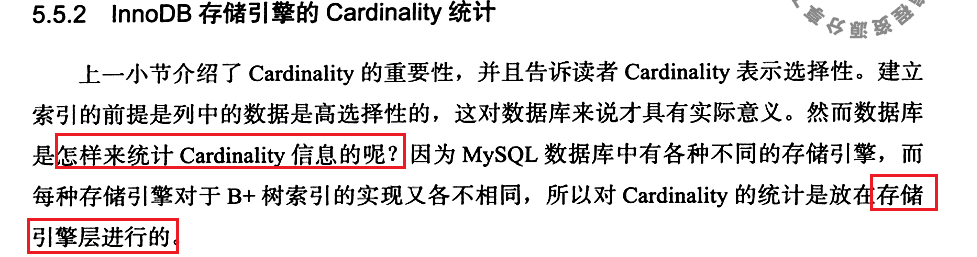 5.5.2 InnoDB 存储引擎的 Cardinality 统计
上一小节介绍了 Cardinality 的重要性，并且告诉读者 Cardinality 表示选择性。建立
索引的前提是列中的数据是高选择性的，这对数据库来说才具有实际意义。然而数据库
是怎样来统计 Cardinality 信息的呢？因为 MySQL 数据库中有各种不同的存储引擎，而
每种存储引擎对于 B+ 树索引的实现又各不相同，所以对 Cardinality 的统计是放在存储
引擎层进行的。
程资源分享